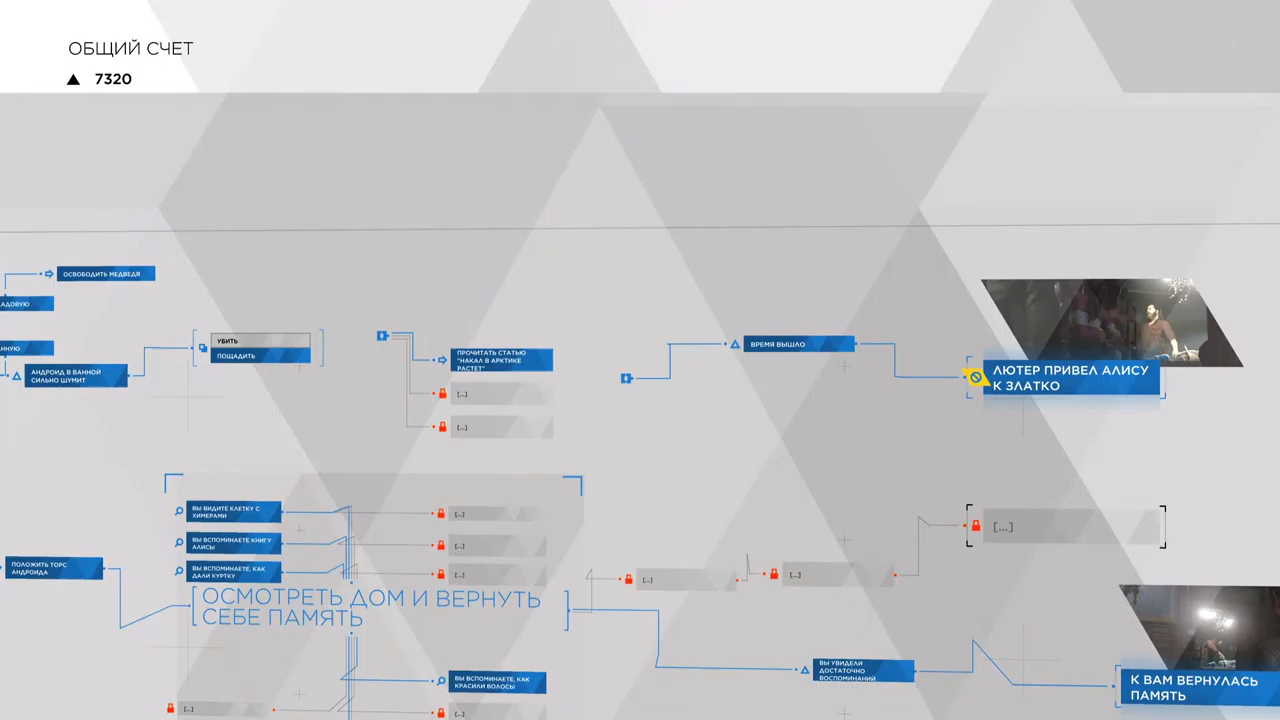 ОБЩИЙ СЧЕТ
7320
ОСВОБОДИТЬ МЕДВЕДЯ
АДОВУЮ
ННУЮ
АНДРОИД В ВАННОЙ
СИЛЬНО ШУМИТ
УБИТЬ
ПОЩАДИТЬ
ПРОЧИТАТЬ СТАТЬЮ
"НАКАЛ В АРКТИКЕ
РАСТЕТ"
[...]
[...]
ВРЕМЯ ВЫШЛО
ЛЮТЕР ПРИВЕЛ АЛИСУ
К ЗЛАТКО
ПОЛОЖИТЬ ТОРС
АНДРОИДА
ВЫ ВИДИТЕ КЛЕТКУ С
ХИМЕРАМИ
[...]
ВЫ ВСПОМИНАЕТЕ КНИГУ
АЛИСЫ
[...]
ВЫ ВСПОМИНАЕТЕ, КАК
ДАЛИ КУРТКУ
[...]
ОСМОТРЕТЬ ДОМ И ВЕРНУТЬ
СЕБЕ ПАМЯТЬ
[...]
[...]
[...]
ВЫ ВСПОМИНАЕТЕ, КАК
КРАСИЛИ ВОЛОСЫ
[...]
[...]
ВЫ УВИДЕЛИ
ДОСТАТОЧНО
ВОСПОМИНАНИЙ
К ВАМ ВЕРНУЛАСЬ
ПАМЯТЬ